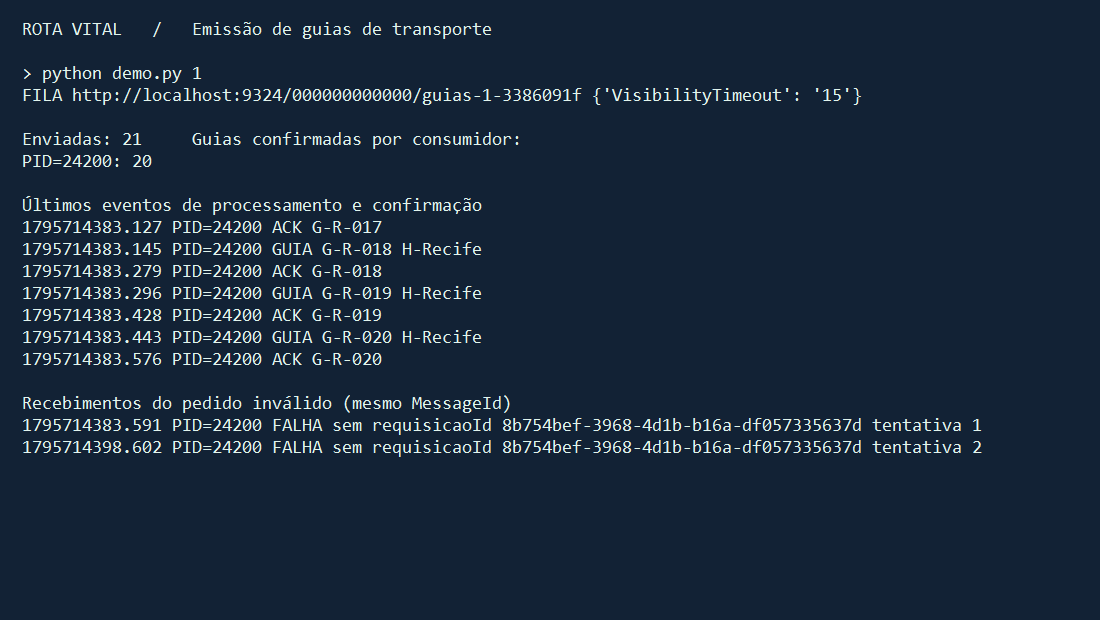 ROTA VITAL / Emissão de guias de transporte
> python demo.py 1
FILA http://localhost:9324/000000000000/guias-1-3386091f {'VisibilityTimeout': '15'}
Enviadas: 21 Guias confirmadas por consumidor:
PID=24200: 20
Últimos eventos de processamento e confirmação
1795714383.127 PID=24200 ACK G-R-017
1795714383.145 PID=24200 GUIA G-R-018 H-Recife
1795714383.279 PID=24200 ACK G-R-018
1795714383.296 PID=24200 GUIA G-R-019 H-Recife
1795714383.428 PID=24200 ACK G-R-019
1795714383.443 PID=24200 GUIA G-R-020 H-Recife
1795714383.576 PID=24200 ACK G-R-020
Recebimentos do pedido inválido (mesmo MessageId)
1795714383.591 PID=24200 FALHA sem requisicaoId 8b754bef-3968-4d1b-b16a-df057335637d tentativa 1
1795714398.602 PID=24200 FALHA sem requisicaoId 8b754bef-3968-4d1b-b16a-df057335637d tentativa 2